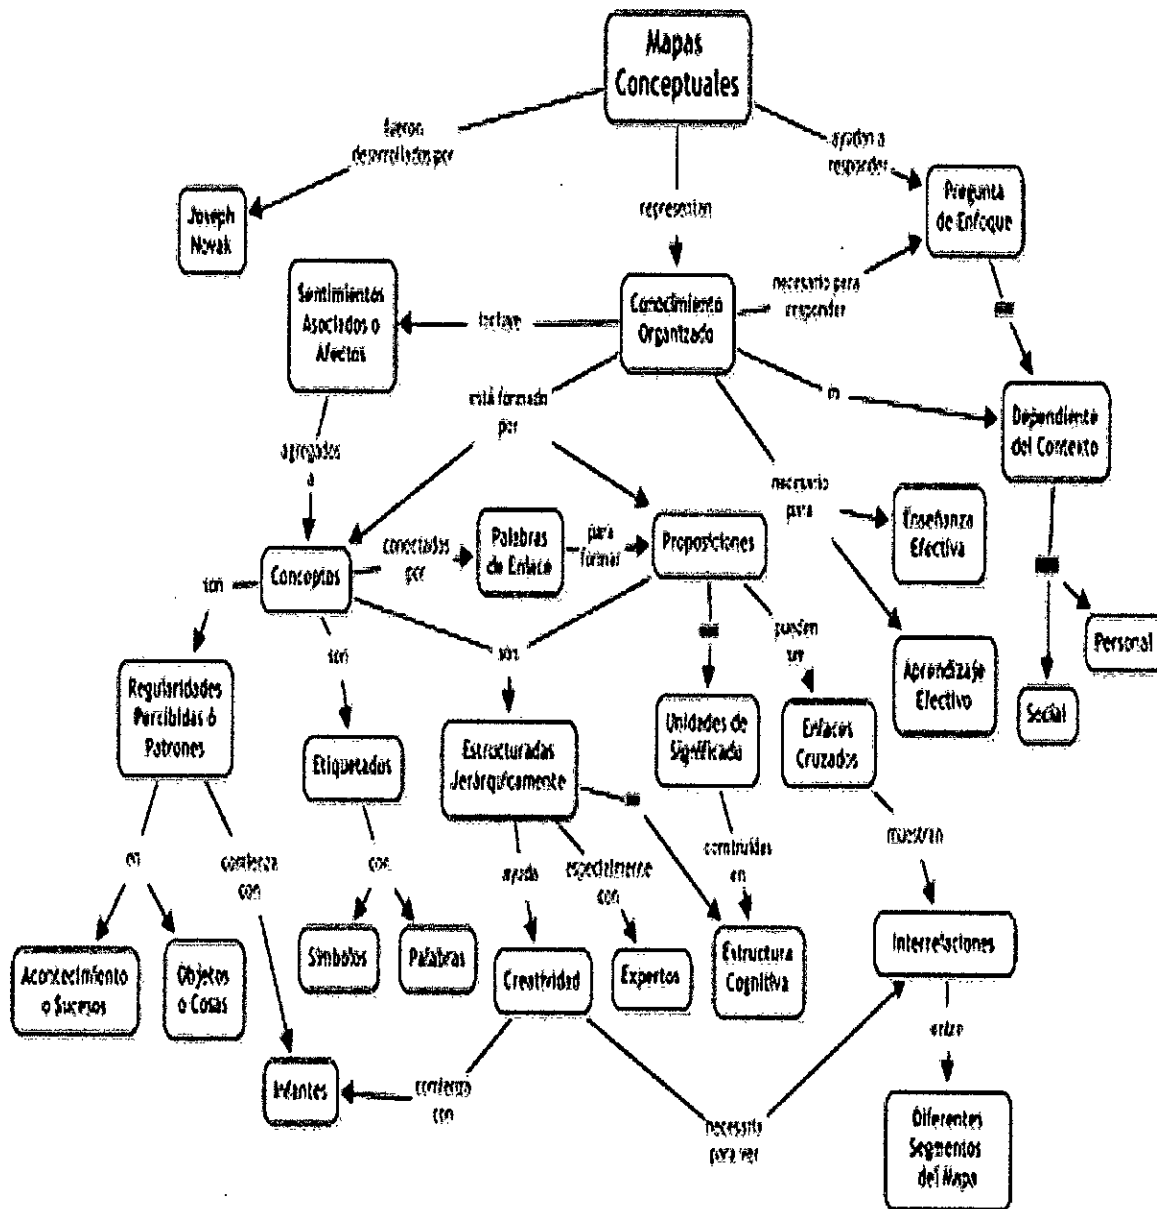 Mapas
Conceptuales
fueron
desarrollados por
ayudan a
responder
Joseph
Novak
representan
Pregunta
de Enfoque
Sentimientos
Asociados o
Afectos
incluye
Conocimiento
Organizado
necesario para
responder
está formado
por
es
Dependiente
del Contexto
agregados
a
necesario
para
Enseñanza
Efectiva
Conceptos
conectados
por
Palabras
de Enlace
para
formar
Proposiciones
son
son
son
pueden
ser
Aprendizaje
Efectivo
Personal
Social
Regularidades
Percibidas ó
Patrones
Etiquetados
Estructuradas
Jerárquicamente
Unidades de
Significado
Enlaces
Cruzados
en
comienza
con
con
ayuda
especialmente
con
construidas
en
muestran
Acontecimiento
o Sucesos
Objetos
o Cosas
Símbolos
Palabras
Creatividad
Expertos
Estructura
Cognitiva
Interrelaciones
Infantes
comienza
con
necesaria
para ver
entre
Diferentes
Segmentos
del Mapa